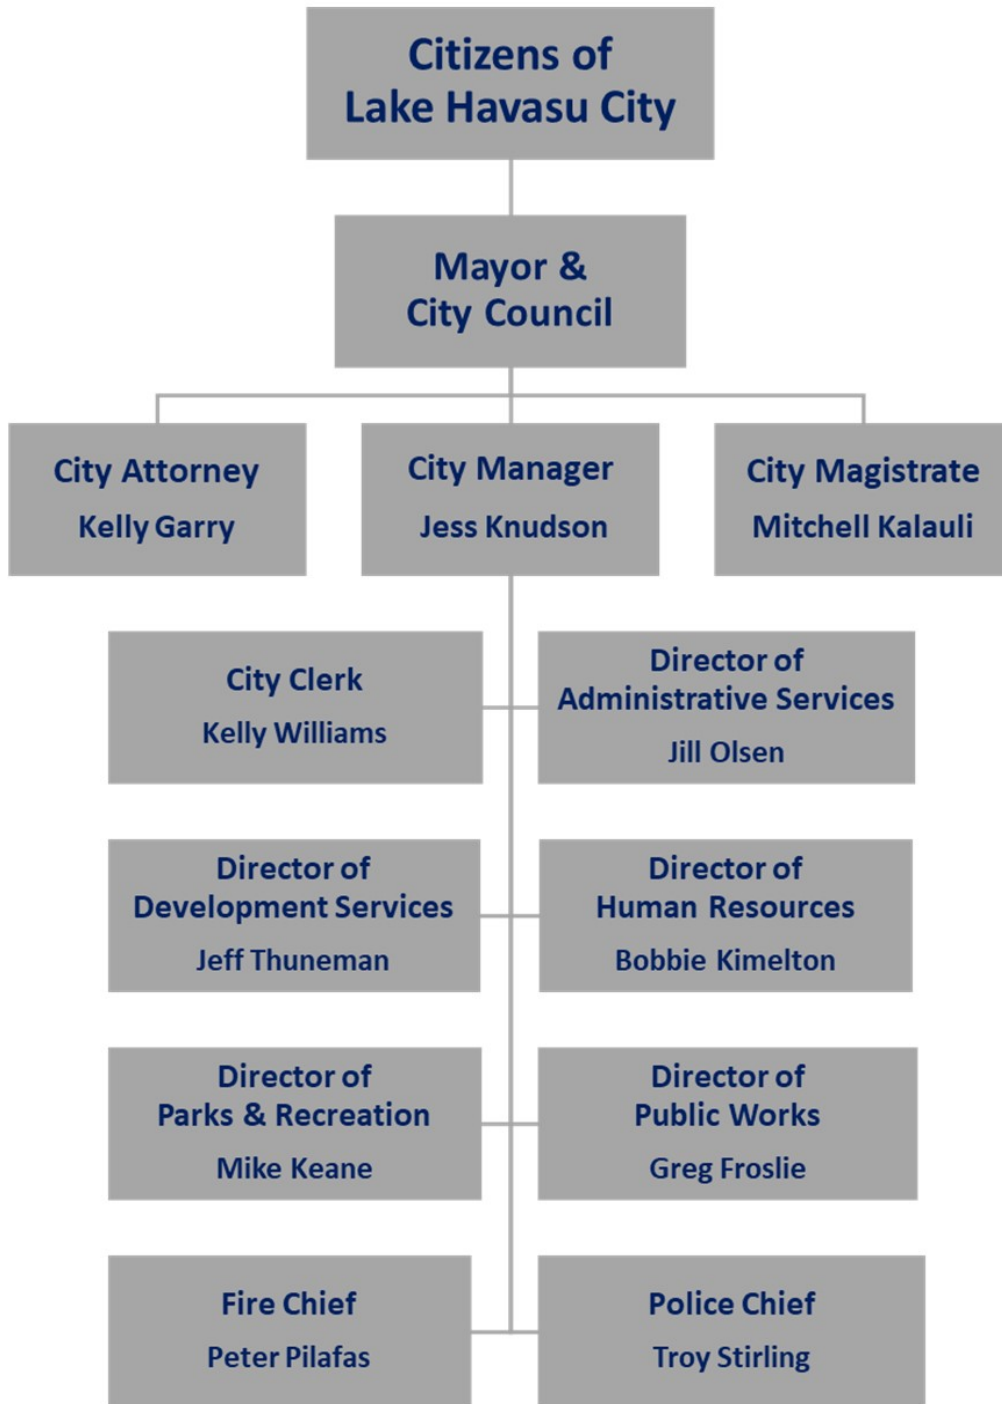 Citizens of
Lake Havasu City
Mayor &
City Council
City Attorney
Kelly Garry
City Manager
Jess Knudson
City Magistrate
Mitchell Kalauli
City Clerk
Kelly Williams
Director of
Administrative Services
Jill Olsen
Director of
Development Services
Jeff Thuneman
Director of
Human Resources
Bobbie Kimelton
Director of
Parks & Recreation
Mike Keane
Director of
Public Works
Greg Froslie
Fire Chief
Peter Pilafas
Police Chief
Troy Stirling